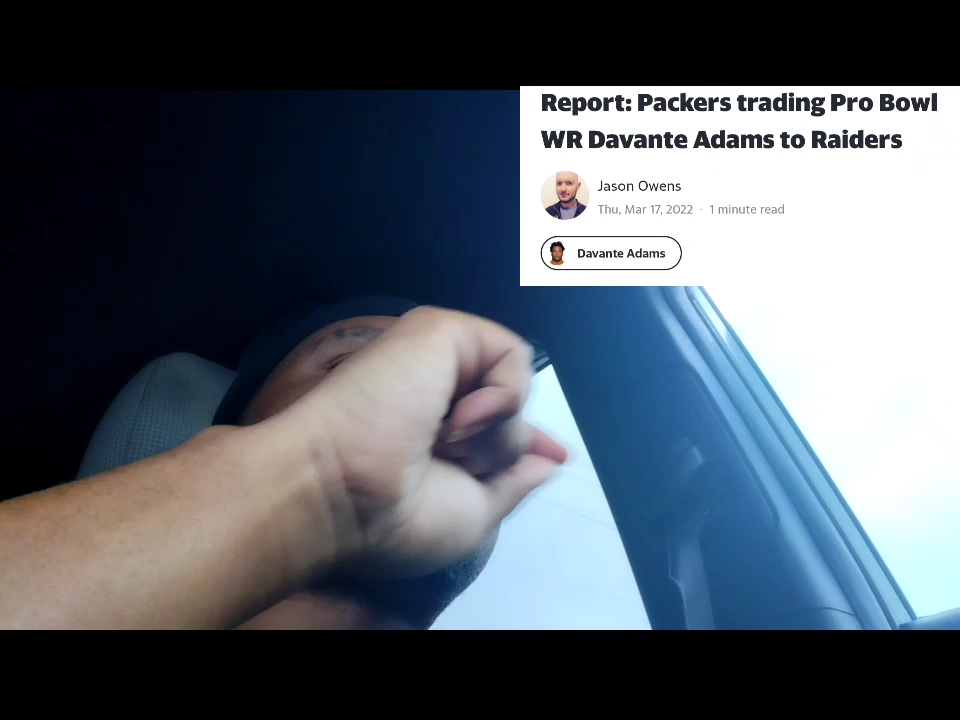 Report: Packers trading Pro Bowl
WR Davante Adams to Raiders
Jason Owens
Thu, Mar 17, 2022 · 1 minute read
Davante Adams